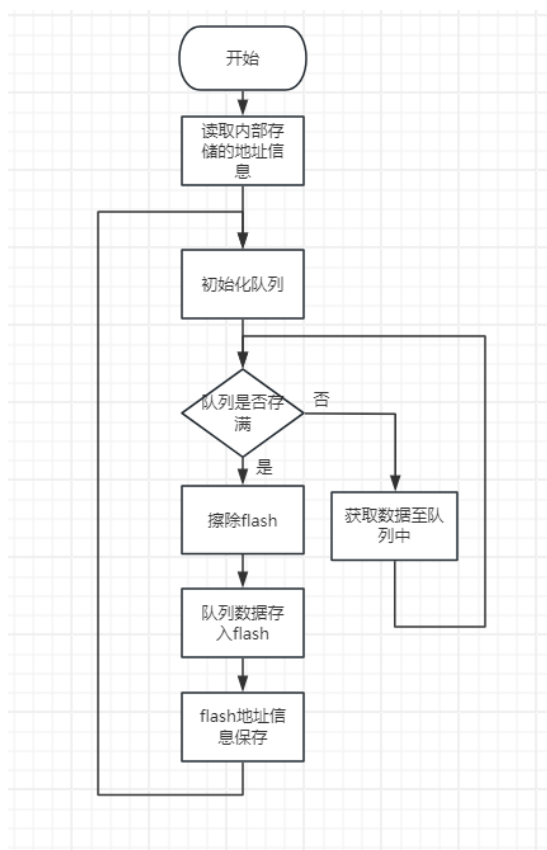 开始
读取内部存
储的地址信
息
初始化队列
队列是否存
满
否
是
擦除flash
获取数据至队
列中
队列数据存
入flash
flash地址信
息保存